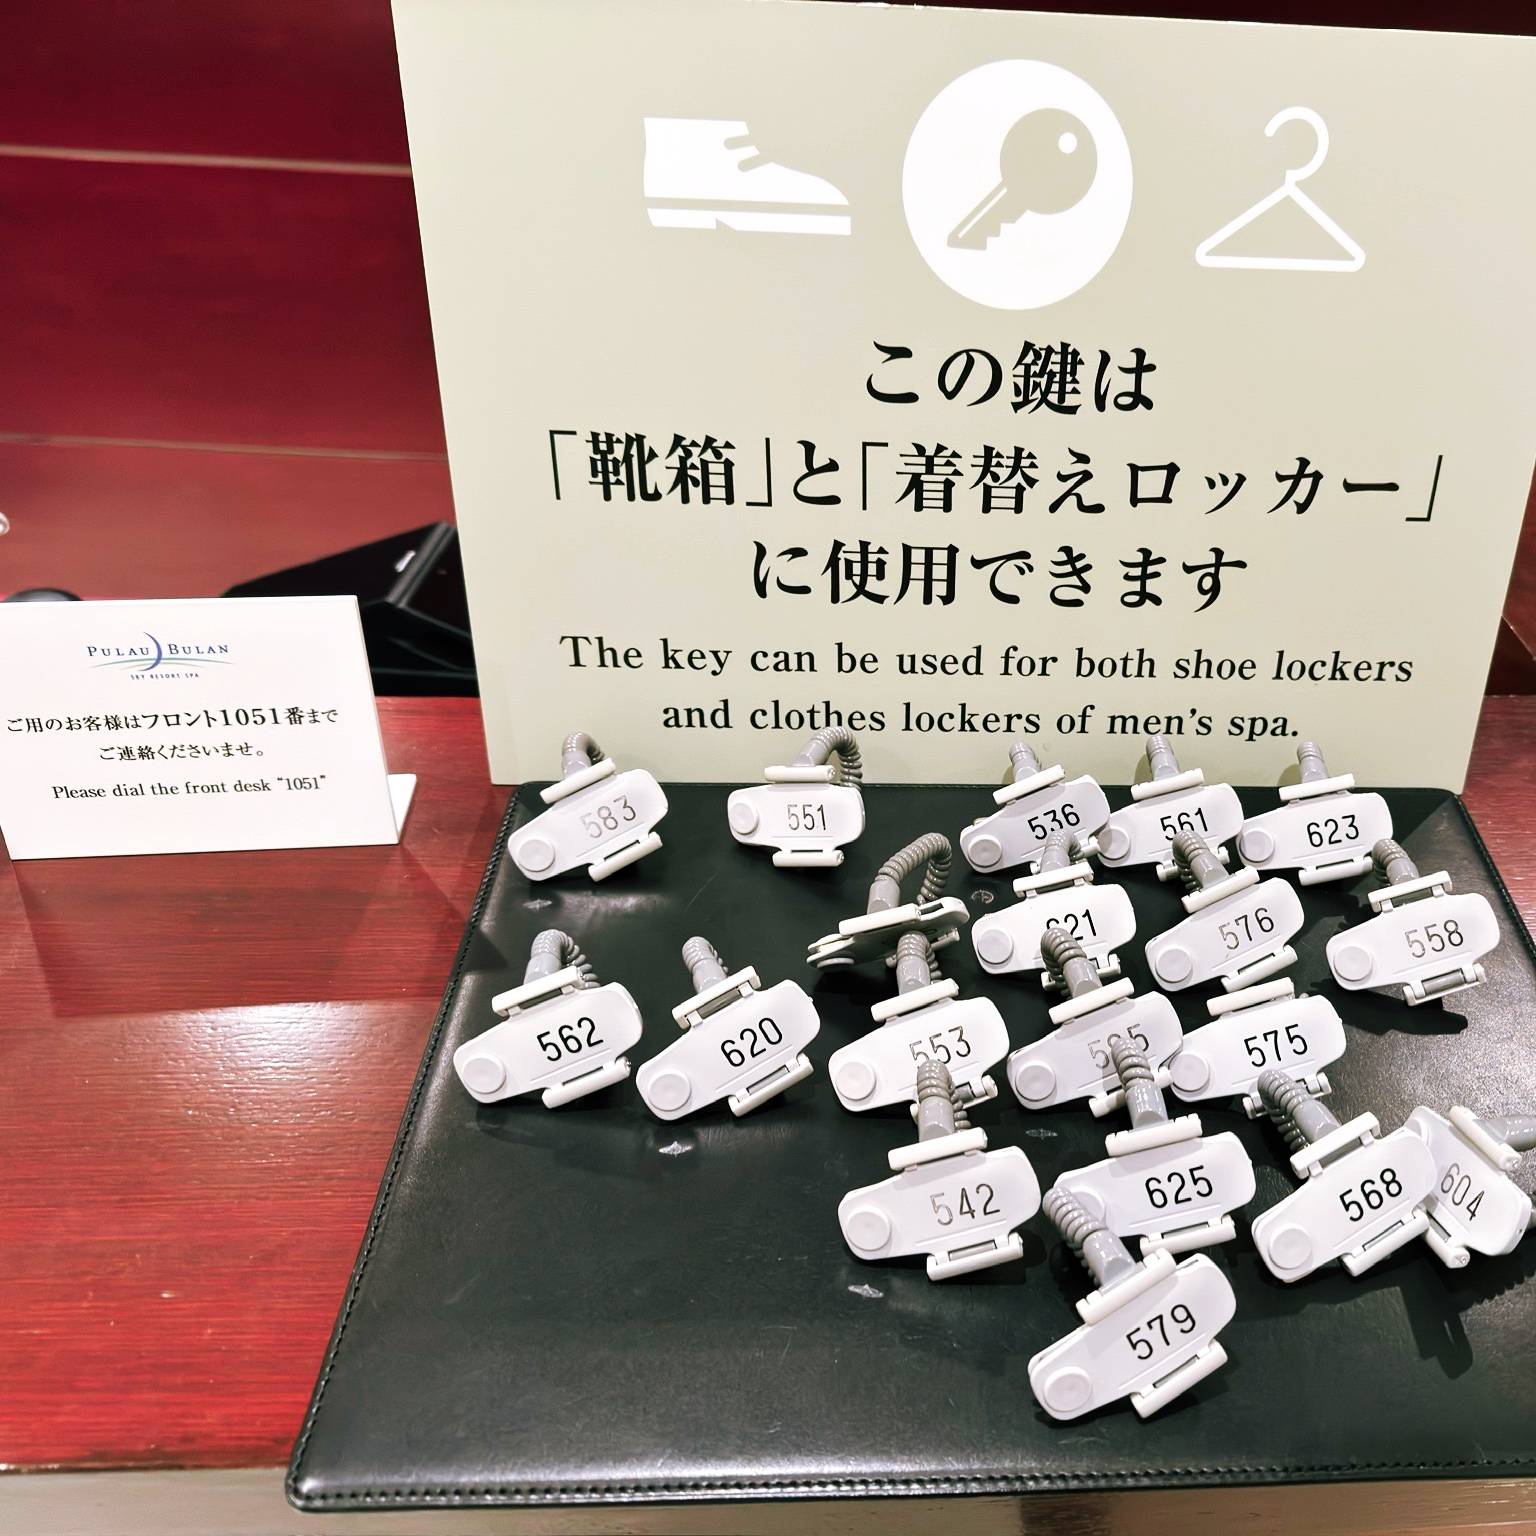 この鍵は
「靴箱」と「着替えロッカー」
に使用できます
The key can be used for both shoe lockers
and clothes lockers of men's spa.
PULAU BULAN
SKY RESORT SPA
ご用のお客様はフロント1051番まで
ご連絡くださいませ。
Please dial the front desk "1051"
583
551
536
561
623
576
558
562
620
553
575
542
625
568
604
579